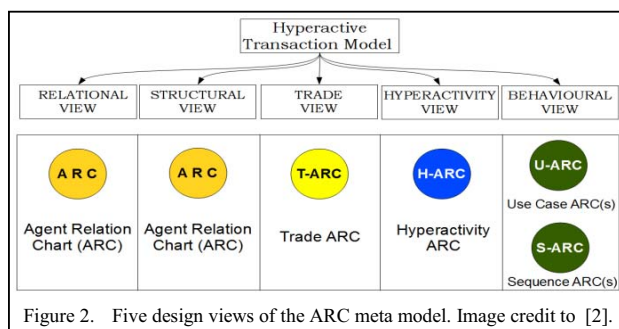 Hyperactive
Transaction Model
RELATIONAL
VIEW
STRUCTURAL
VIEW
TRADE
VIEW
HYPERACTIVITY
VIEW
BEHAVIOURAL
VIEW
A R C
Agent Relation
Chart (ARC)
A R C
Agent Relation
Chart (ARC)
T-ARC
Trade ARC
H-ARC
Hyperactivity
ARC
U-ARC
Use Case ARC(s)
S-ARC
Sequence ARC(s)
Figure 2. Five design views of the ARC meta model. Image credit to [2].